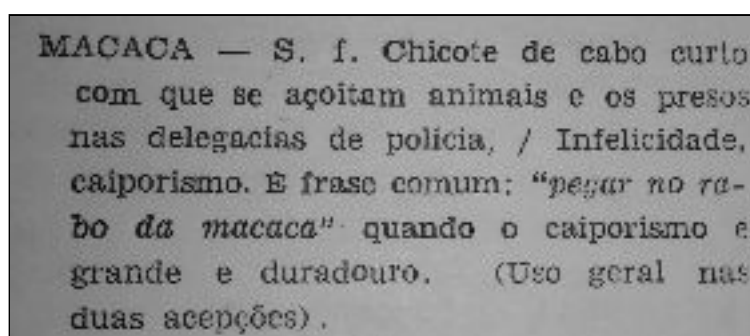 MACACA — S. f. Chicote de cabo curto
com que se açoitam animais e os presos
nas delegacias de polícia, / Infelicidade,
caiporismo. É frase comum: "pegar no ra-
bo da macaca" quando o caiporismo é
grande e duradouro. (Uso geral nas
duas acepções).